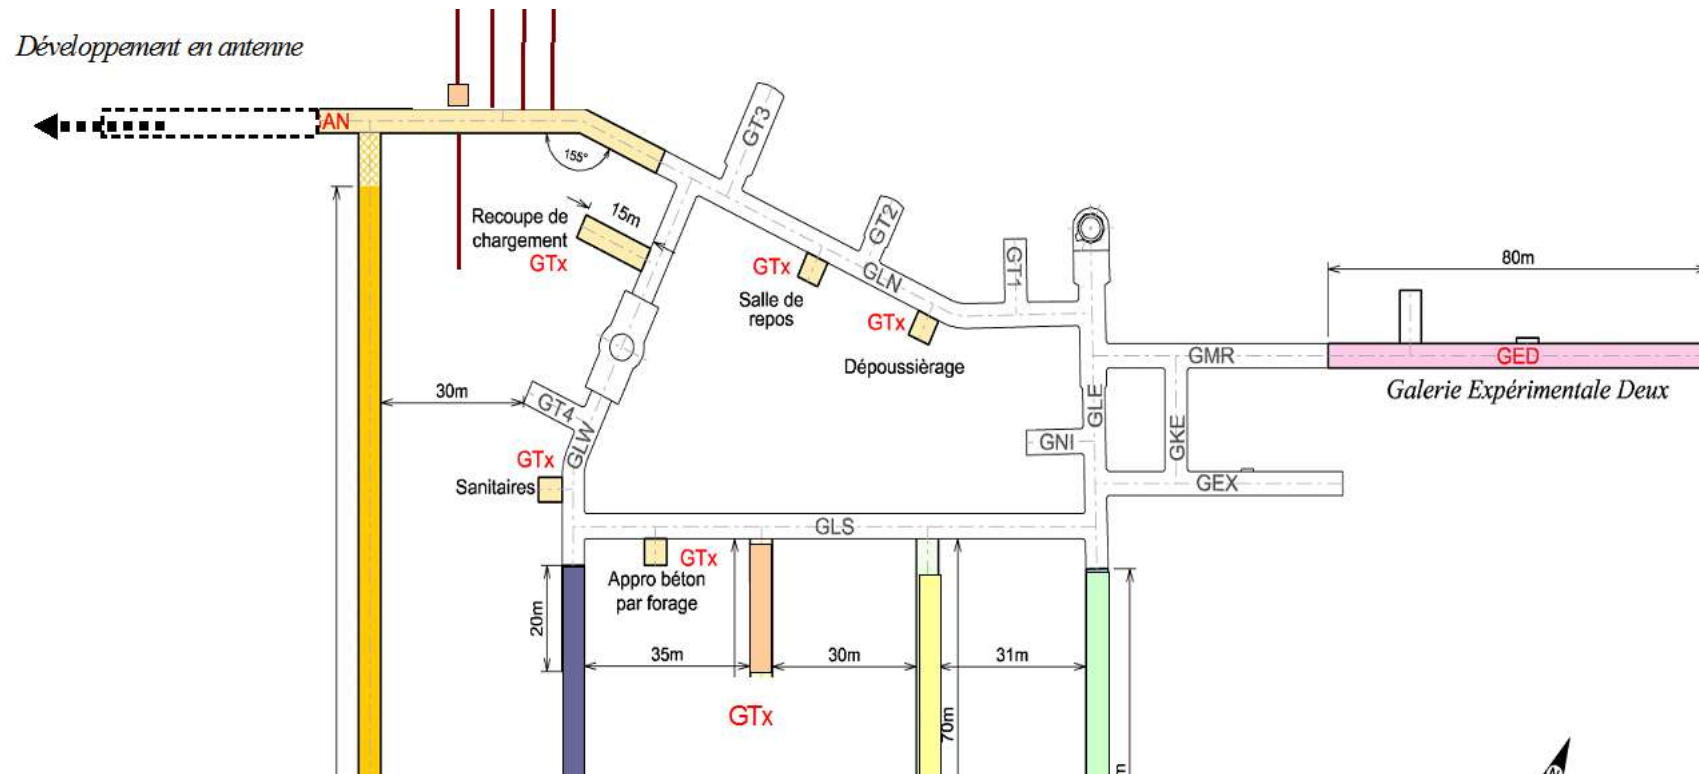 Développement en antenne
AN
155°
GT3
Recoupe de
chargement
GTx
15m
GT2
GTx
Salle de
repos
GLN
GT1
GTx
Dépoussièrage
80m
GMR
GED
Galerie Expérimentale Deux
30m
GT4
GLW
GLE
GKE
GNI
GTx
Sanitaires
GEX
GLS
GTx
Appro béton
par forage
20m
35m
30m
31m
GTx
70m
m
N